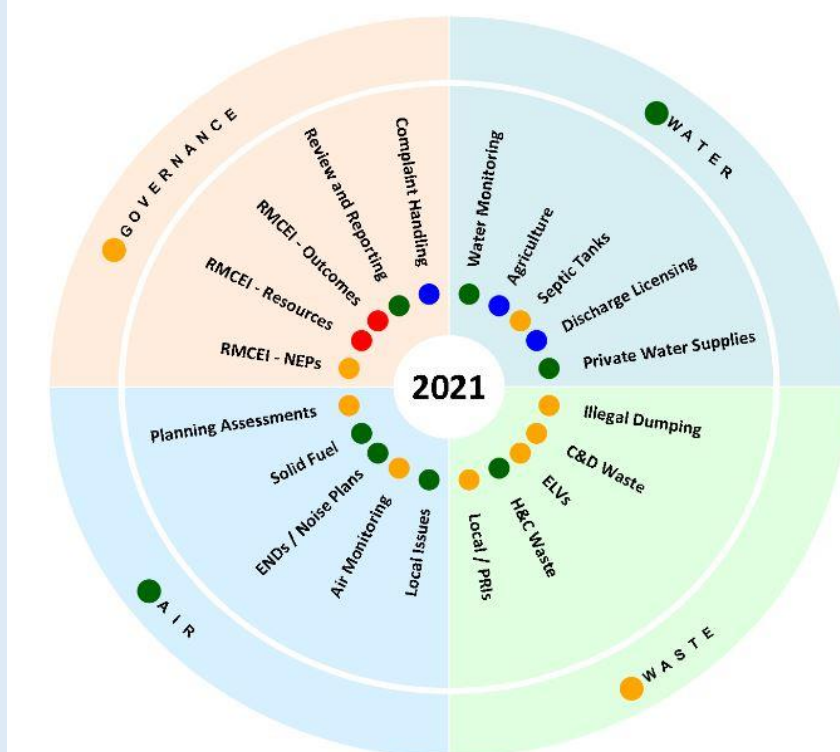 GOVERNANCE
WATER
Complaint Handling
Review and Reporting
RMCEI - Outcomes
RMCEI - Resources
RMCEI - NEPs
Water Monitoring
Agriculture
Septic Tanks
Discharge Licensing
Private Water Supplies
2021
Planning Assessments
Solid Fuel
ENDs / Noise Plans
Air Monitoring
Local Issues
Illegal Dumping
C&D Waste
ELVs
H&C Waste
Local / PRIs
AIR
WASTE